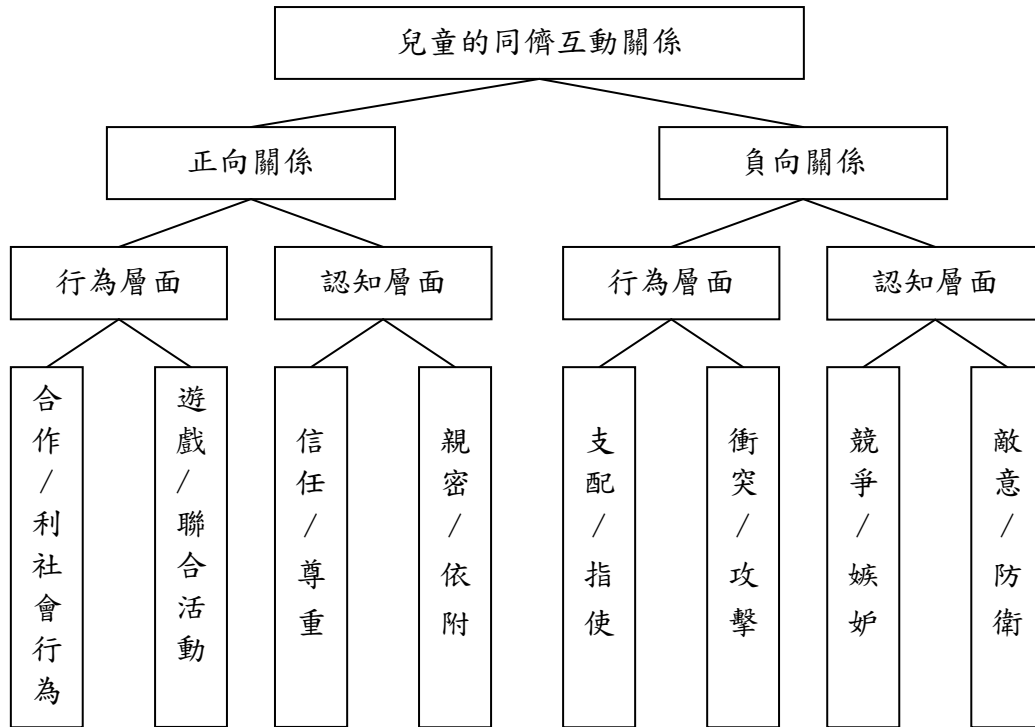 兒童的同儕互動關係
正向關係
負向關係
行為層面
認知層面
行為層面
認知層面
合作/利社會行為
遊戲/聯合活動
信任/尊重
親密/依附
支配/指使
衝突/攻擊
競爭/嫉妒
敵意/防衛